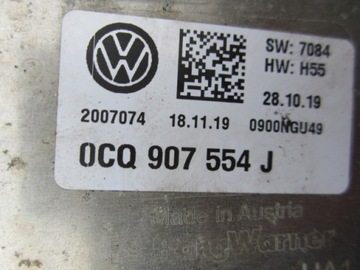 SW: 7084
HW: H55
28.10.19
2007074 18.11.19 0900NGU49
0CQ 907 554 J
Made in Austria
BorgWarner